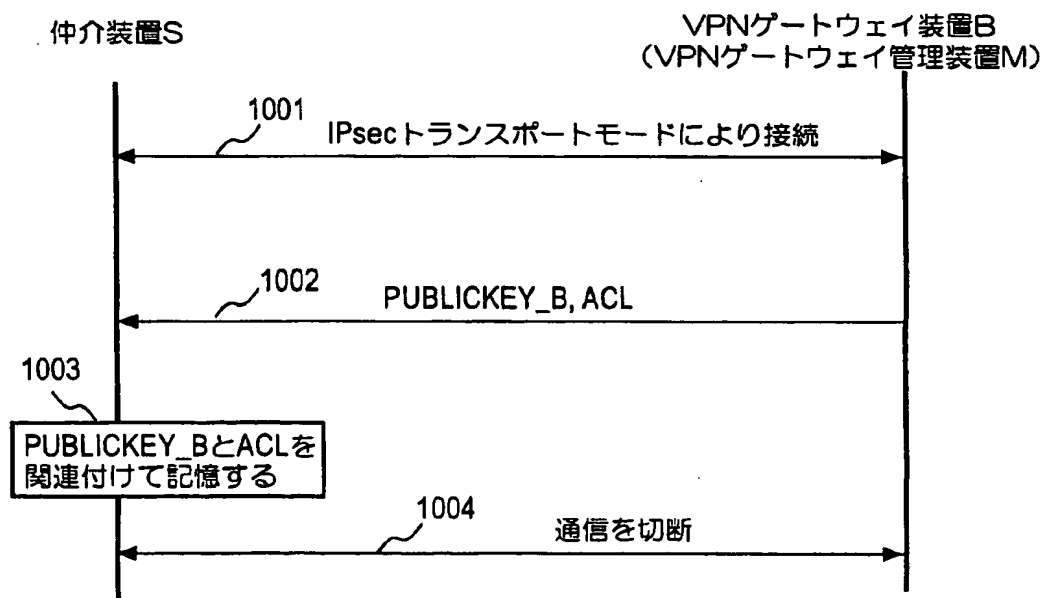 仲介装置S
VPNゲートウェイ装置B
(VPNゲートウェイ管理装置M)
1001
IPsecトランスポートモードにより接続
1002
PUBLICKEY_B, ACL
1003
PUBLICKEY_BとACLを
関連付けて記憶する
1004
通信を切断